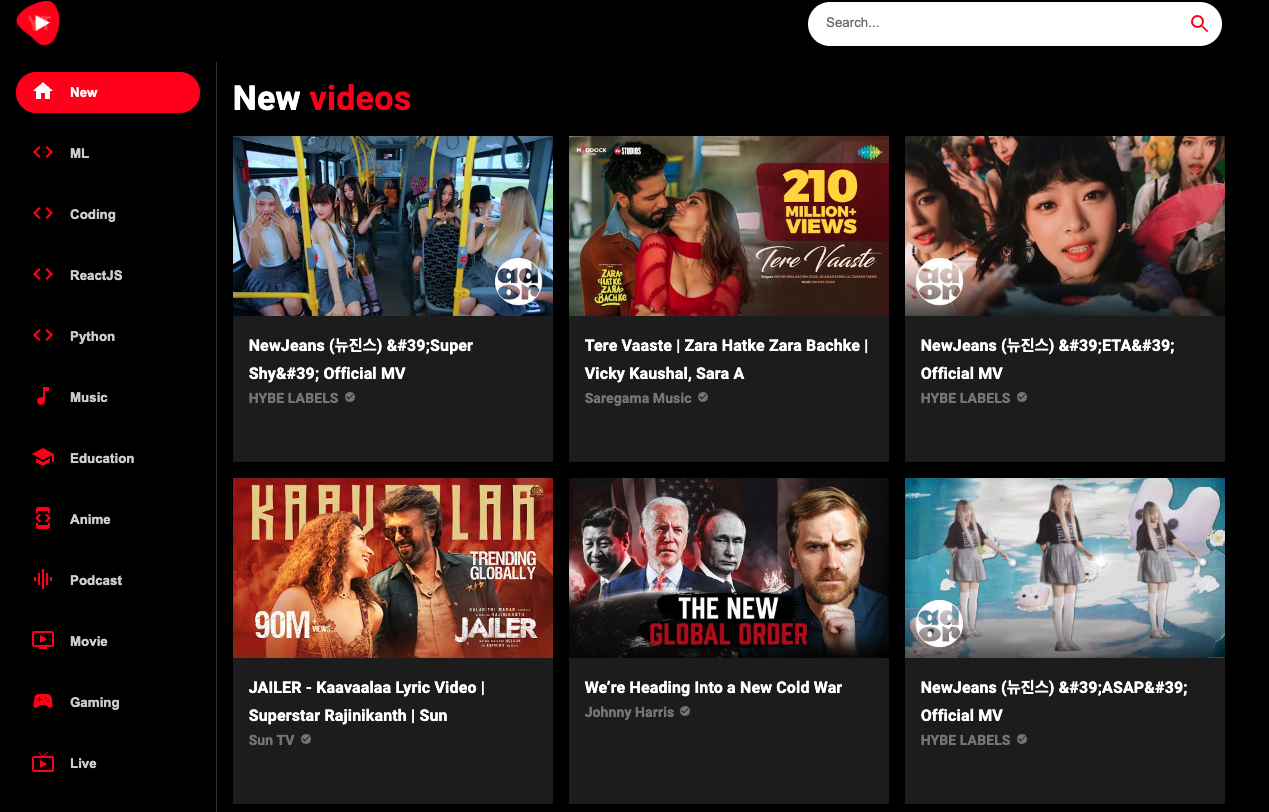 Search...
New
ML
Coding
ReactJS
Python
Music
Education
Anime
Podcast
Movie
Gaming
Live
New videos
ador
NewJeans (뉴진스) &#39;Super
Shy&#39; Official MV
HYBE LABELS
MADDOCK
JIO STUDIOS
210
MILLION+
VIEWS
Tere Vaaste
ZARA
HATKE
ZARA
BACHKE
Tere Vaaste | Zara Hatke Zara Bachke |
Vicky Kaushal, Sara A
Saregama Music
ador
NewJeans (뉴진스) &#39;ETA&#39;
Official MV
HYBE LABELS
KAAVAALAA
TRENDING
GLOBALLY
90M+
VIEWS
JAILER
JAILER - Kaavaalaa Lyric Video |
Superstar Rajinikanth | Sun
Sun TV
THE NEW
GLOBAL ORDER
We’re Heading Into a New Cold War
Johnny Harris
ador
NewJeans (뉴진스) &#39;ASAP&#39;
Official MV
HYBE LABELS